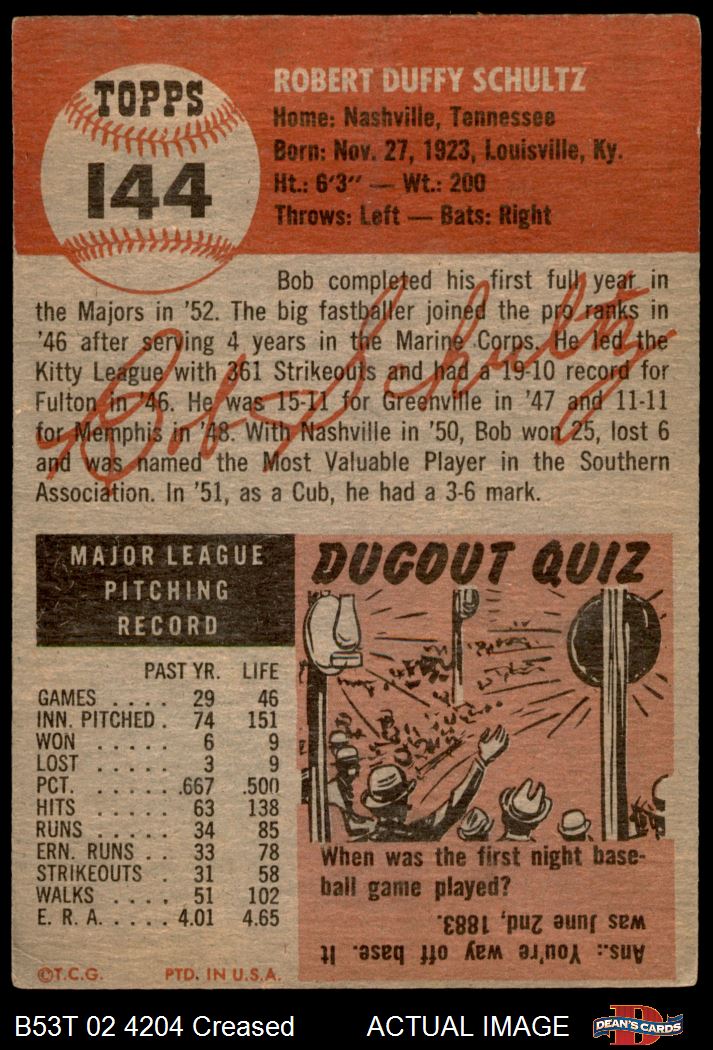 TOPPS
144
ROBERT DUFFY SCHULTZ
Home: Nashville, Tennessee
Born: Nov. 27, 1923, Louisville, Ky.
Ht.: 6'3" — Wt.: 200
Throws: Left — Bats: Right
Bob completed his first full year in
the Majors in '52. The big fastballer joined the pro ranks in
'46 after serving 4 years in the Marine Corps. He led the
Kitty League with 361 Strikeouts and had a 19-10 record for
Fulton in '46. He was 15-11 for Greenville in '47 and 11-11
for Memphis in '48. With Nashville in '50, Bob won 25, lost 6
and was named the Most Valuable Player in the Southern
Association. In '51, as a Cub, he had a 3-6 mark.
Bob Schultz
MAJOR LEAGUE
PITCHING
RECORD
PAST YR. LIFE
GAMES .... 29 46
INN. PITCHED . 74 151
WON ..... 6 9
LOST ..... 3 9
PCT. ..... .667 .500
HITS ..... 63 138
RUNS ..... 34 85
ERN. RUNS .. 33 78
STRIKEOUTS . 31 58
WALKS .... 51 102
E. R. A. .... 4.01 4.65
©T.C.G. PTD. IN U.S.A.
DUGOUT QUIZ
When was the first night base-
ball game played?
Ans.: You're way off base. It
was June 2nd, 1883.
B53T 02 4204 Creased ACTUAL IMAGE
D
DEAN'S CARDS